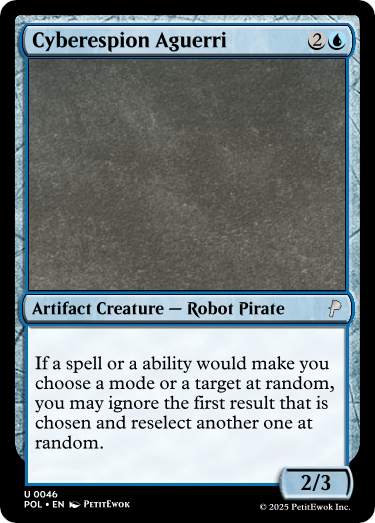 Cyberespion Aguerri
2
Artifact Creature — Robot Pirate
If a spell or a ability would make you
choose a mode or a target at random,
you may ignore the first result that is
chosen and reselect another one at
random.
2/3
U 0046
POL • EN PetitEwok
© 2025 PetitEwok Inc.